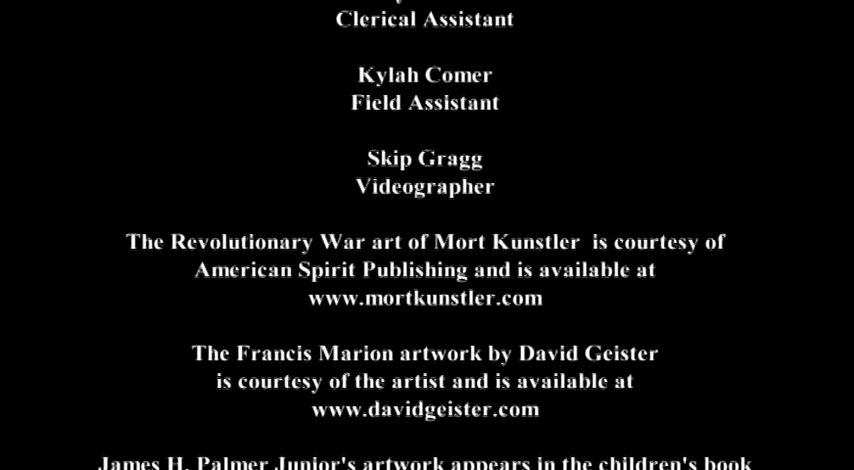 Clerical Assistant
Kylah Comer
Field Assistant
Skip Gragg
Videographer
The Revolutionary War art of Mort Kunstler is courtesy of
American Spirit Publishing and is available at
www.mortkunstler.com
The Francis Marion artwork by David Geister
is courtesy of the artist and is available at
www.davidgeister.com
James H. Palmer Junior's artwork appears in the children's book